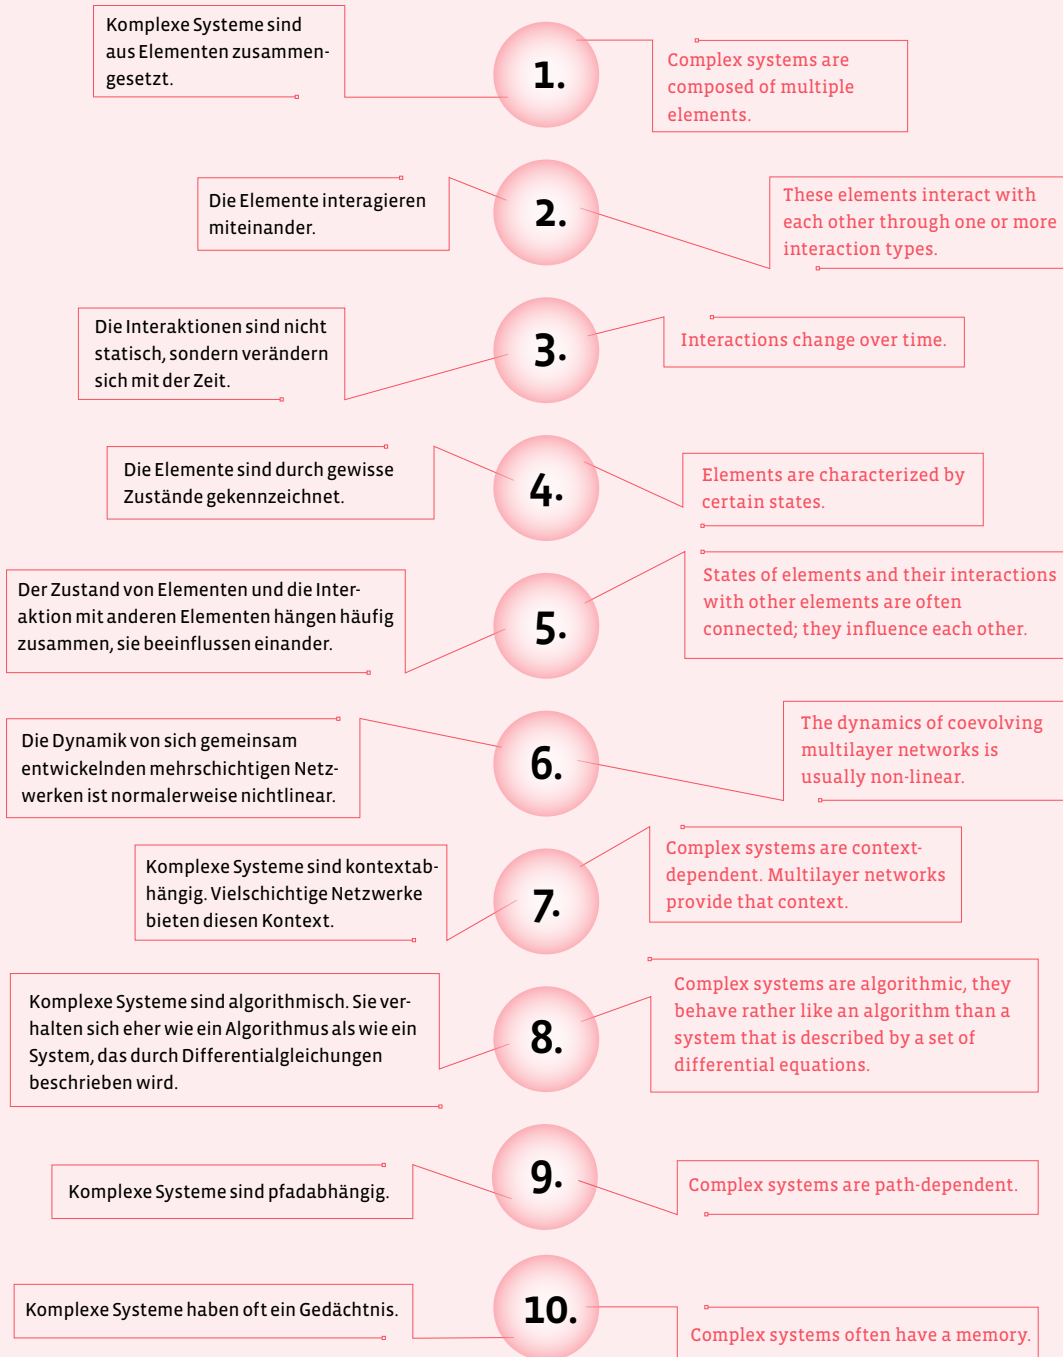 Komplexe Systeme sind
aus Elementen zusammen-
gesetzt.
1.
Complex systems are
composed of multiple
elements.
Die Elemente interagieren
miteinander.
2.
These elements interact with
each other through one or more
interaction types.
Die Interaktionen sind nicht
statisch, sondern verändern
sich mit der Zeit.
3.
Interactions change over time.
Die Elemente sind durch gewisse
Zustände gekennzeichnet.
4.
Elements are characterized by
certain states.
Der Zustand von Elementen und die Inter-
aktion mit anderen Elementen hängen häufig
zusammen, sie beeinflussen einander.
5.
States of elements and their interactions
with other elements are often
connected; they influence each other.
Die Dynamik von sich gemeinsam
entwickelnden mehrschichtigen Netz-
werken ist normalerweise nichtlinear.
6.
The dynamics of coevolving
multilayer networks is
usually non-linear.
Komplexe Systeme sind kontextab-
hängig. Vielschichtige Netzwerke
bieten diesen Kontext.
7.
Complex systems are context-
dependent. Multilayer networks
provide that context.
Komplexe Systeme sind algorithmisch. Sie ver-
halten sich eher wie ein Algorithmus als wie ein
System, das durch Differentialgleichungen
beschrieben wird.
8.
Complex systems are algorithmic, they
behave rather like an algorithm than a
system that is described by a set of
differential equations.
Komplexe Systeme sind pfadabhängig.
9.
Complex systems are path-dependent.
Komplexe Systeme haben oft ein Gedächtnis.
10.
Complex systems often have a memory.